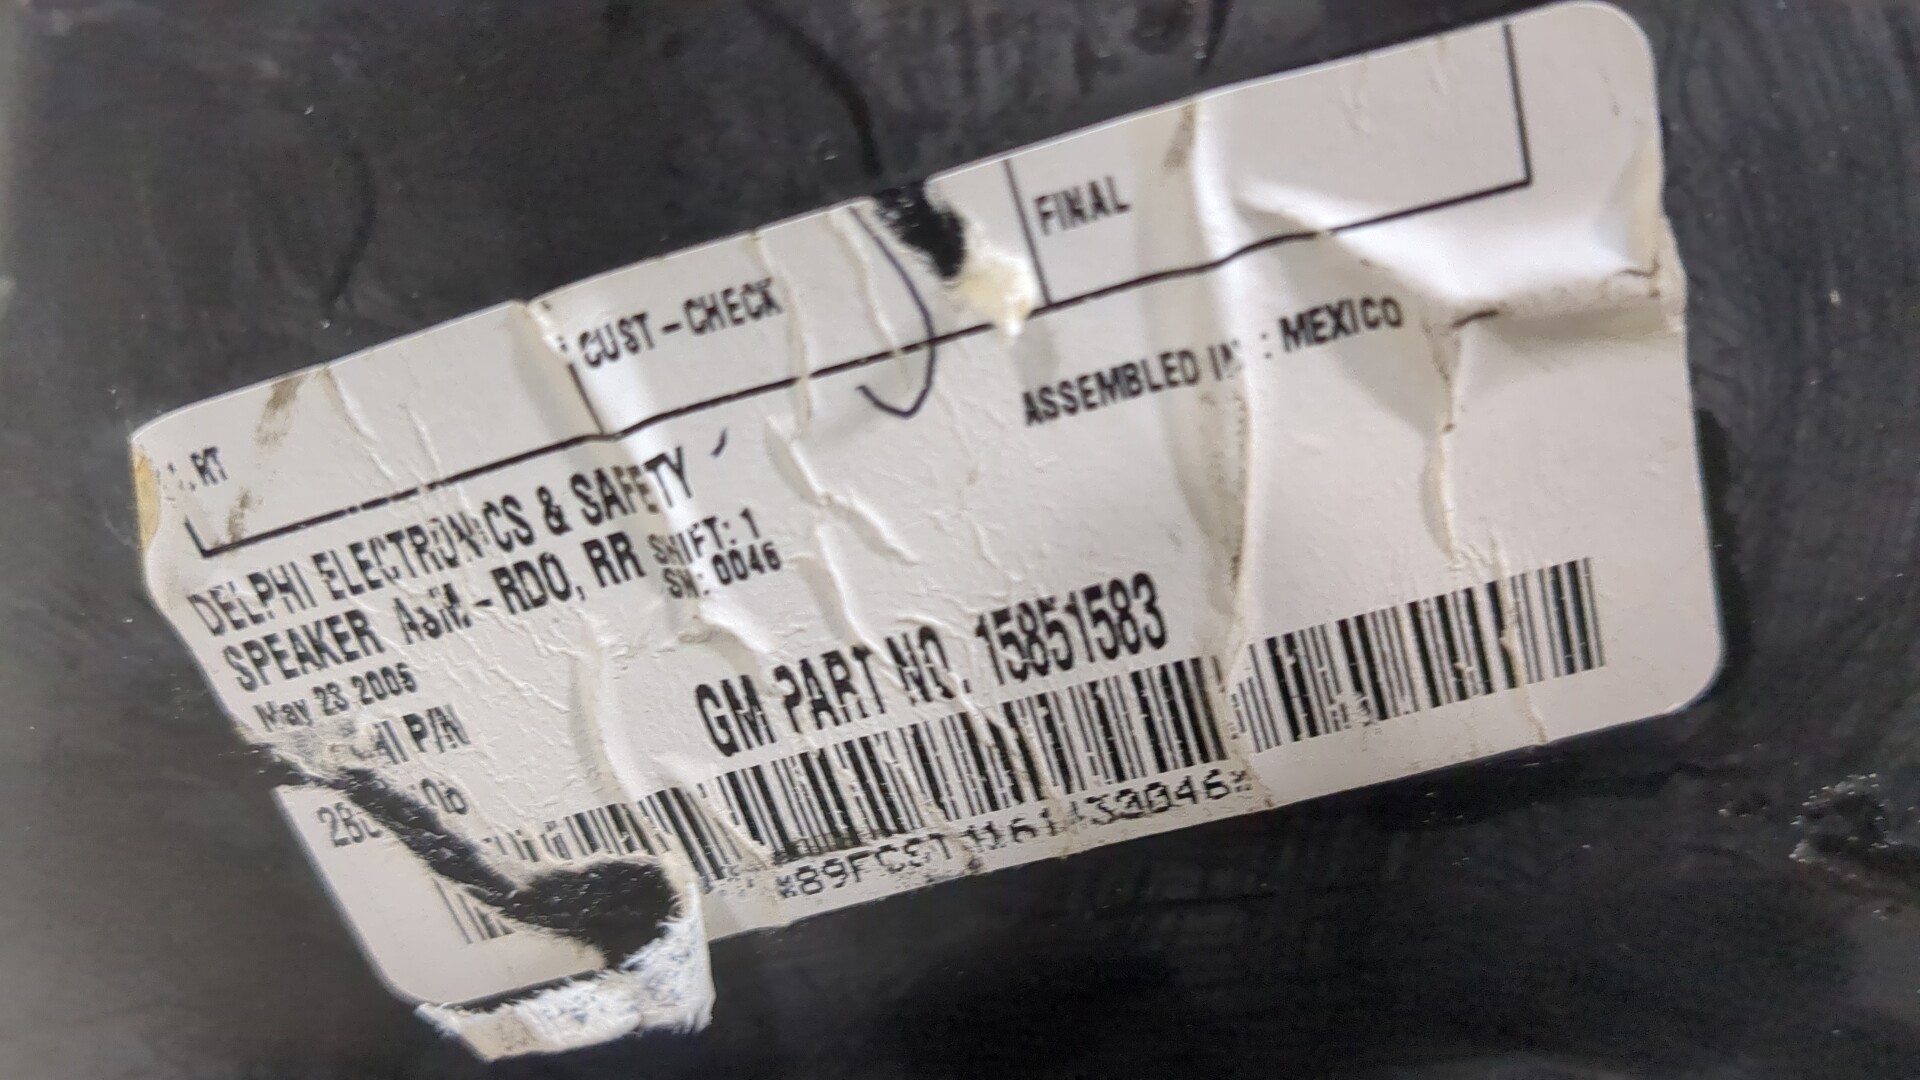 RT
CUST-CHECK
FINAL
DELPHI ELECTRONICS & SAFETY
ASSEMBLED IN : MEXICO
SPEAKER ASM-RDO, RR
SHIFT: 1
SN: 0046
May 23 2006
P/N
GM PART NO. 15851583